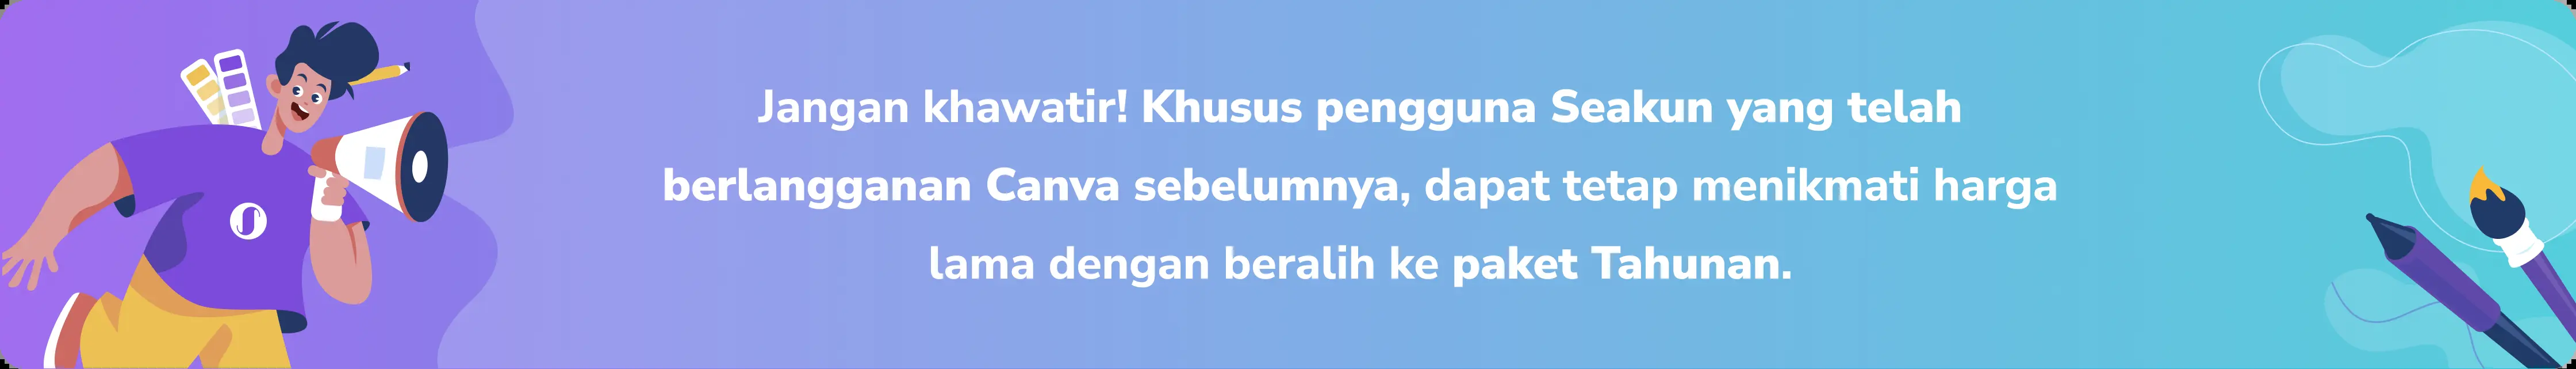 Jangan khawatir! Khusus pengguna Seakun yang telah
berlangganan Canva sebelumnya, dapat tetap menikmati harga
lama dengan beralih ke paket Tahunan.